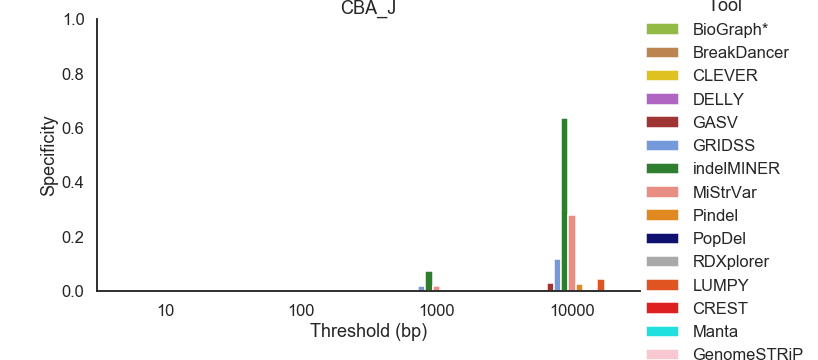 CBA_J
Tool
1.0
0.8
0.6
0.4
0.2
0.0
Specificity
10
100
1000
10000
Threshold (bp)
BioGraph*
BreakDancer
CLEVER
DELLY
GASV
GRIDSS
indelMINER
MiStrVar
Pindel
PopDel
RDXplorer
LUMPY
CREST
Manta
GenomeSTRiP